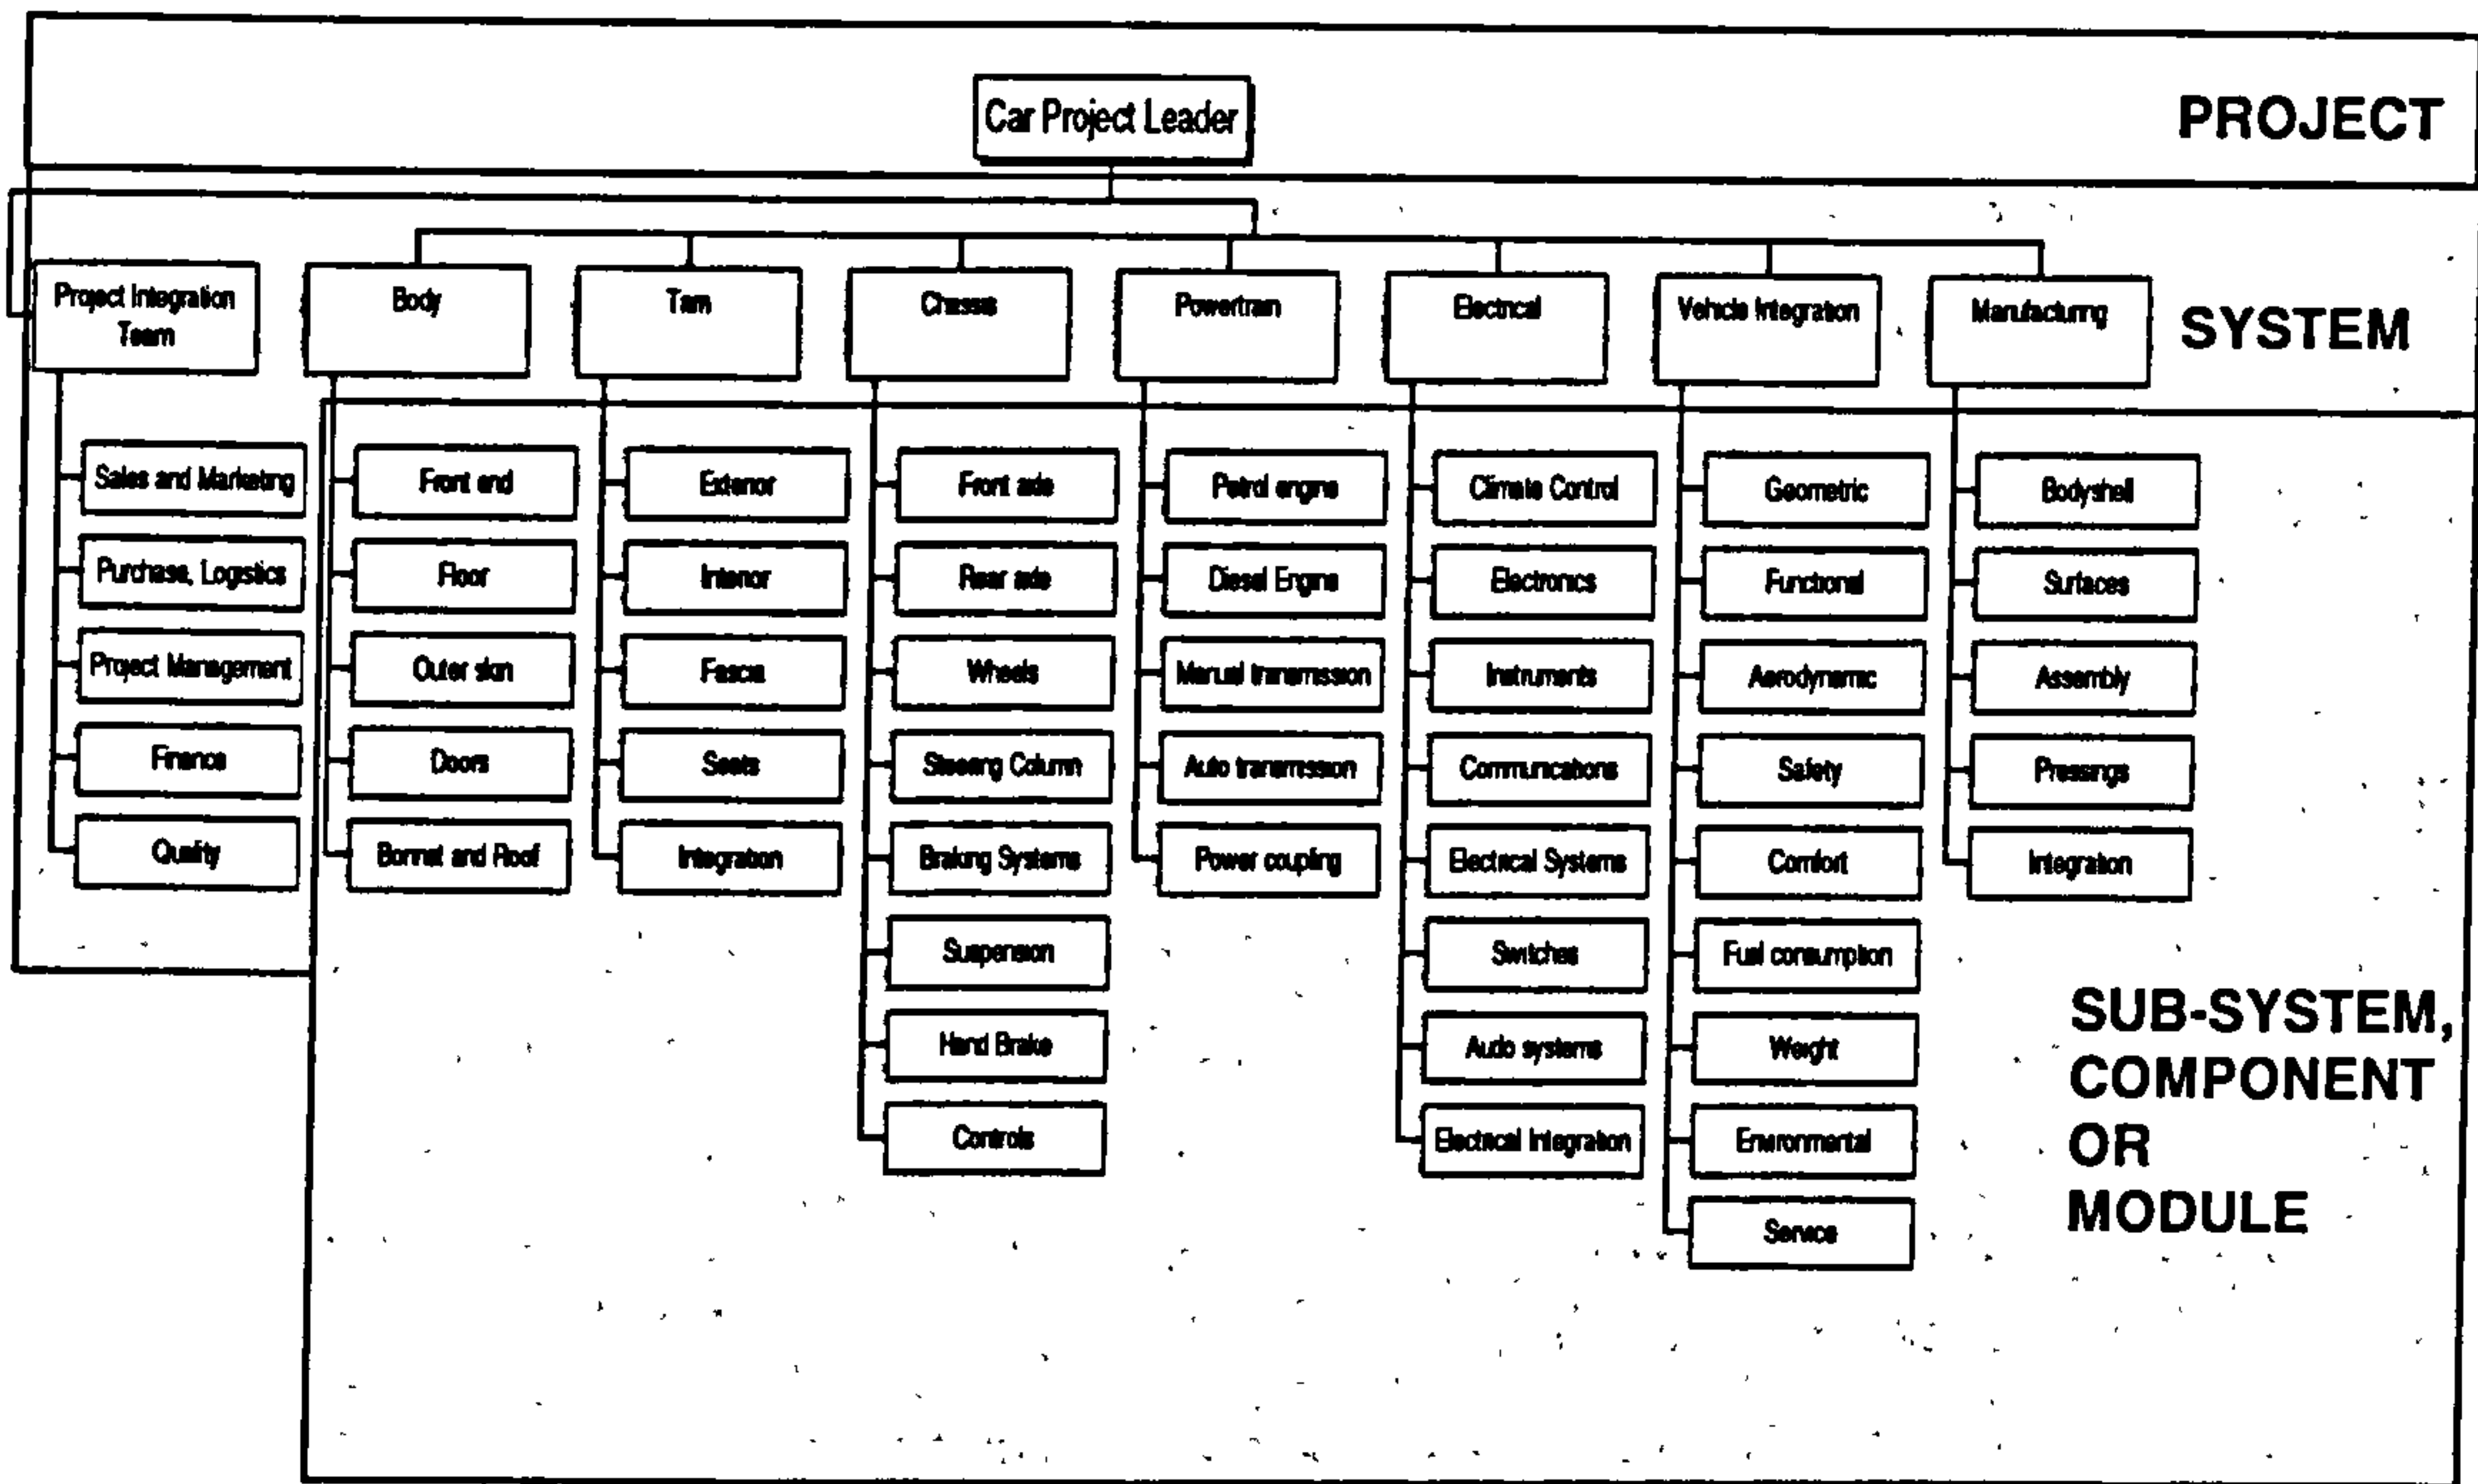 Car Project Leader
PROJECT
Project Integration
Team
Body
Chassis
Powertrain
Electrical
Vehicle Integration
Manufacturing
SYSTEM
Sales and Marketing
Purchase, Logistics
Project Management
Finance
Quality
Front end
Floor
Outer skin
Doors
Bonnet and Roof
Exterior
Interior
Fascia
Seats
Integration
Front axle
Rear axle
Wheels
Steering Column
Braking Systems
Suspension
Hand Brake
Controls
Petrol engine
Diesel Engine
Manual transmission
Auto transmission
Power coupling
Climate Control
Electronics
Instruments
Communications
Electrical Systems
Switches
Audio systems
Electrical Integration
Geometric
Functional
Aerodynamic
Safety
Comfort
Fuel consumption
Weight
Environmental
Service
Bodyshell
Surfaces
Assembly
Pressings
Integration
SUB-SYSTEM,
COMPONENT
OR
MODULE